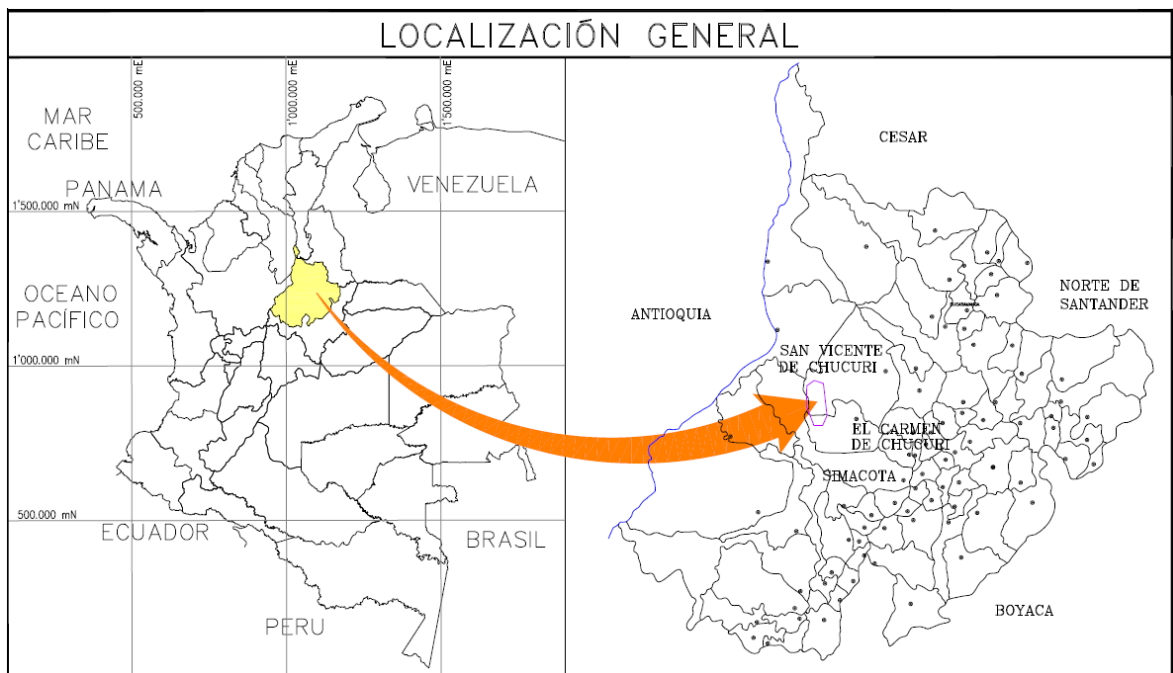 LOCALIZACIÓN GENERAL
500.000 mE
1'000.000 mE
1'500.000 mE
MAR
CARIBE
PANAMA
VENEZUELA
1'500.000 mN
OCEANO
PACÍFICO
1'000.000 mN
500.000 mN
ECUADOR
BRASIL
PERU
CESAR
NORTE DE
SANTANDER
ANTIOQUIA
SAN VICENTE
DE CHUCURI
EL CARMEN
DE CHUCURI
SIMACOTA
BOYACA